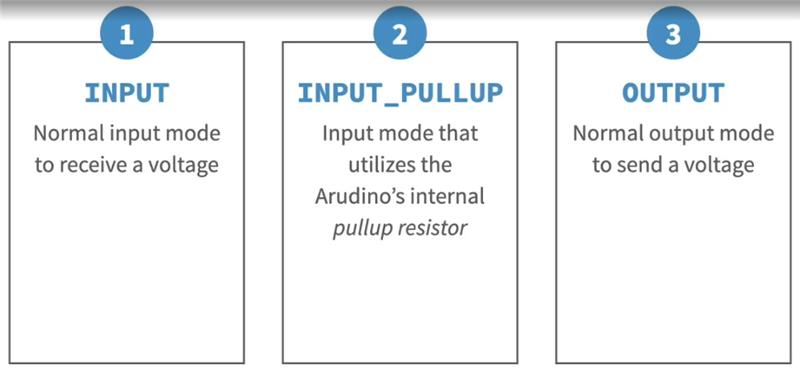 1
INPUT
Normal input mode
to receive a voltage
2
INPUT_PULLUP
Input mode that
utilizes the
Arudino's internal
pullup resistor
3
OUTPUT
Normal output mode
to send a voltage